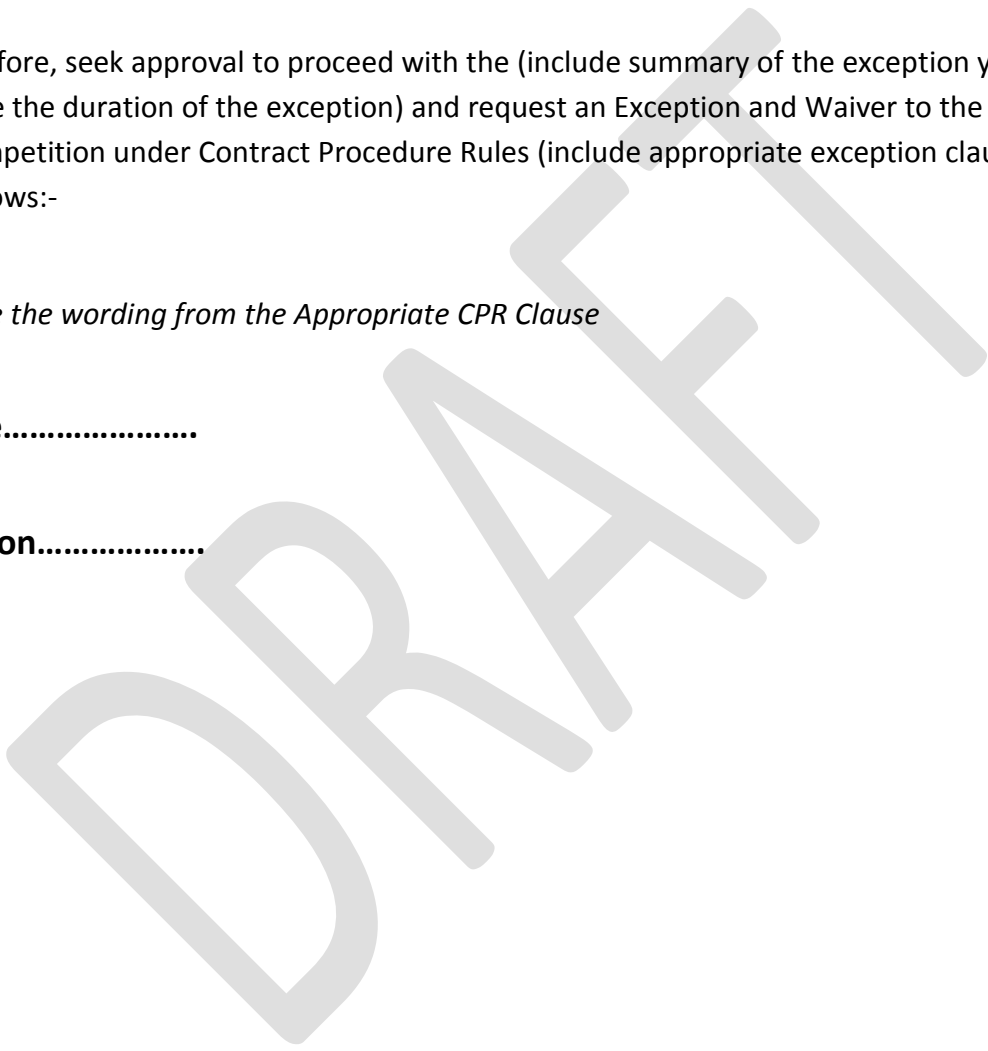 fore, seek approval to proceed with the (include summary of the exception y
e the duration of the exception) and request an Exception and Waiver to the
petition under Contract Procedure Rules (include appropriate exception clau
ows:-
the wording from the Appropriate CPR Clause
e…………………..
on……………….
DRAFT